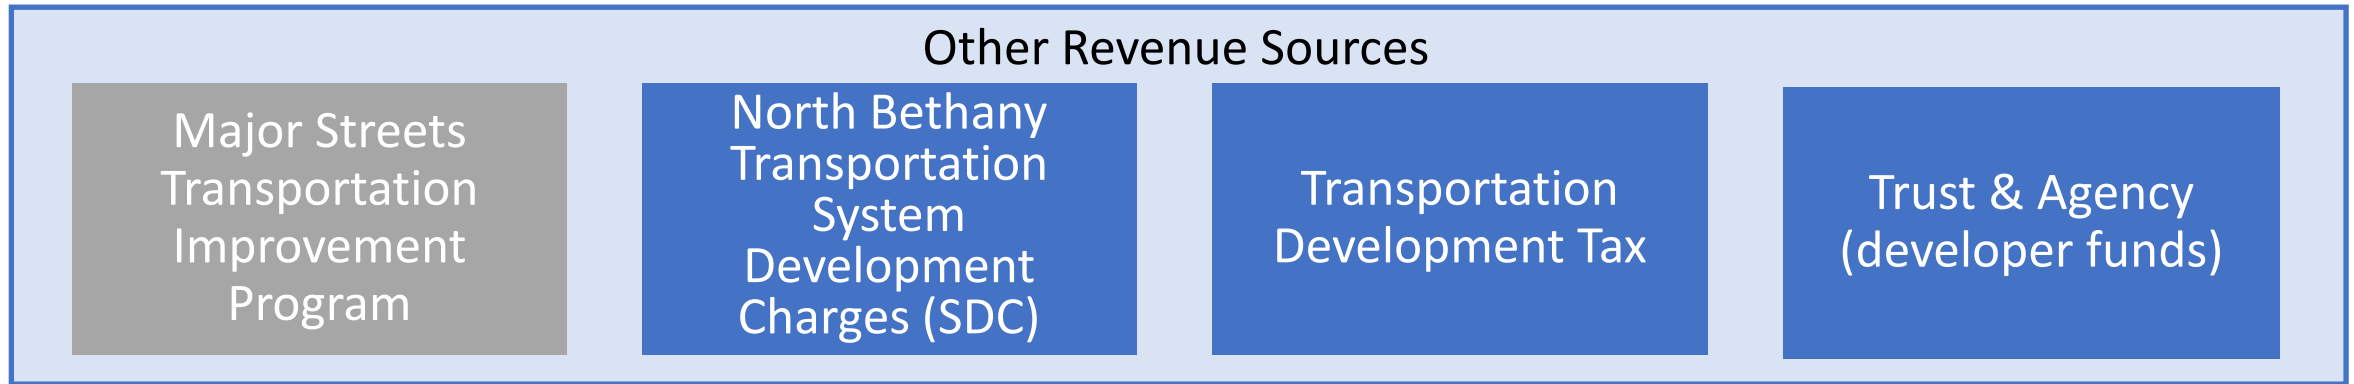 Other Revenue Sources
Major Streets
Transportation
Improvement
Program
North Bethany
Transportation
System
Development
Charges (SDC)
Transportation
Development Tax
Trust & Agency
(developer funds)